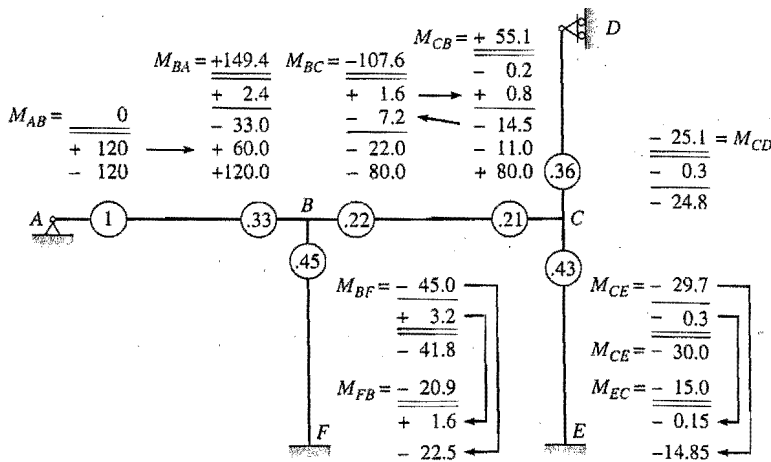 M_AB = 0
+ 120
− 120
M_BA = +149.4
+ 2.4
− 33.0
+ 60.0
+120.0
M_BC = −107.6
+ 1.6
− 7.2
− 22.0
− 80.0
M_CB = + 55.1
− 0.2
+ 0.8
− 14.5
− 11.0
+ 80.0
D
− 25.1 = M_CD
− 0.3
− 24.8
.36
A
1
.33
B
.22
.21
C
.45
.43
M_BF = − 45.0
+ 3.2
− 41.8
M_FB = − 20.9
+ 1.6
− 22.5
F
M_CE = − 29.7
− 0.3
M_CE = − 30.0
M_EC = − 15.0
− 0.15
−14.85
E